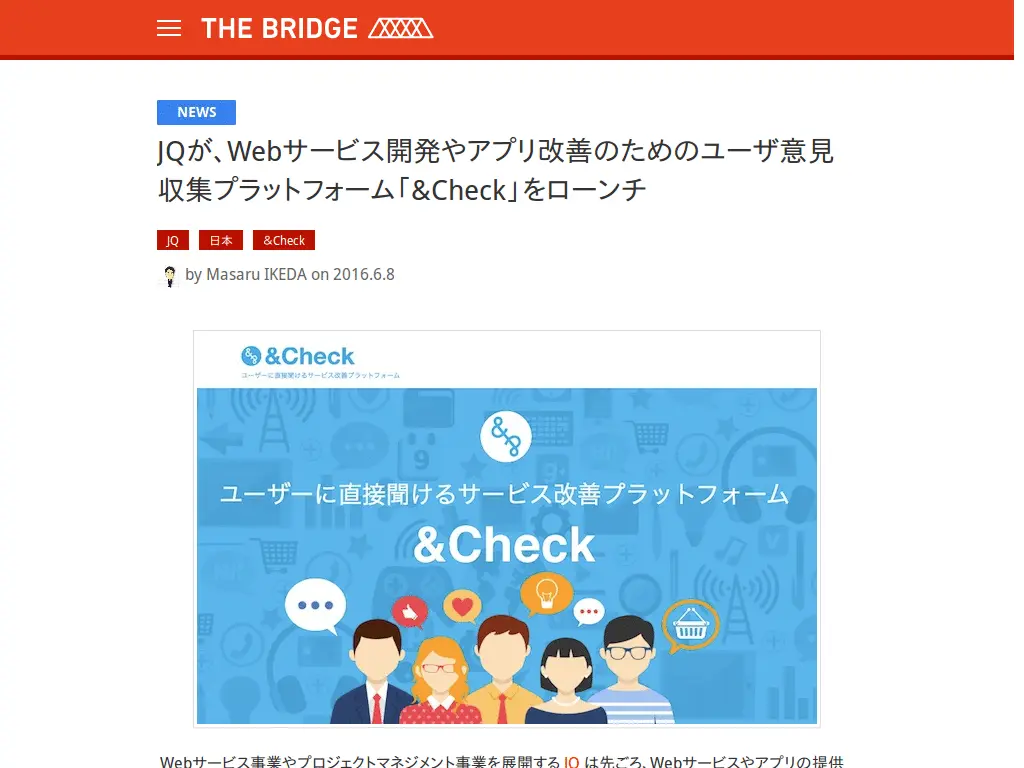 THE BRIDGE
NEWS
JQが、Webサービス開発やアプリ改善のためのユーザ意見
収集プラットフォーム「&Check」をローンチ
JQ 日本 &Check
by Masaru IKEDA on 2016.6.8
&Check
ユーザーに直接聞けるサービス改善プラットフォーム
9
ユーザーに直接聞けるサービス改善プラットフォーム
&Check
Webサービス事業やプロジェクトマネジメント事業を展開する JQ は先ごろ、Webサービスやアプリの提供